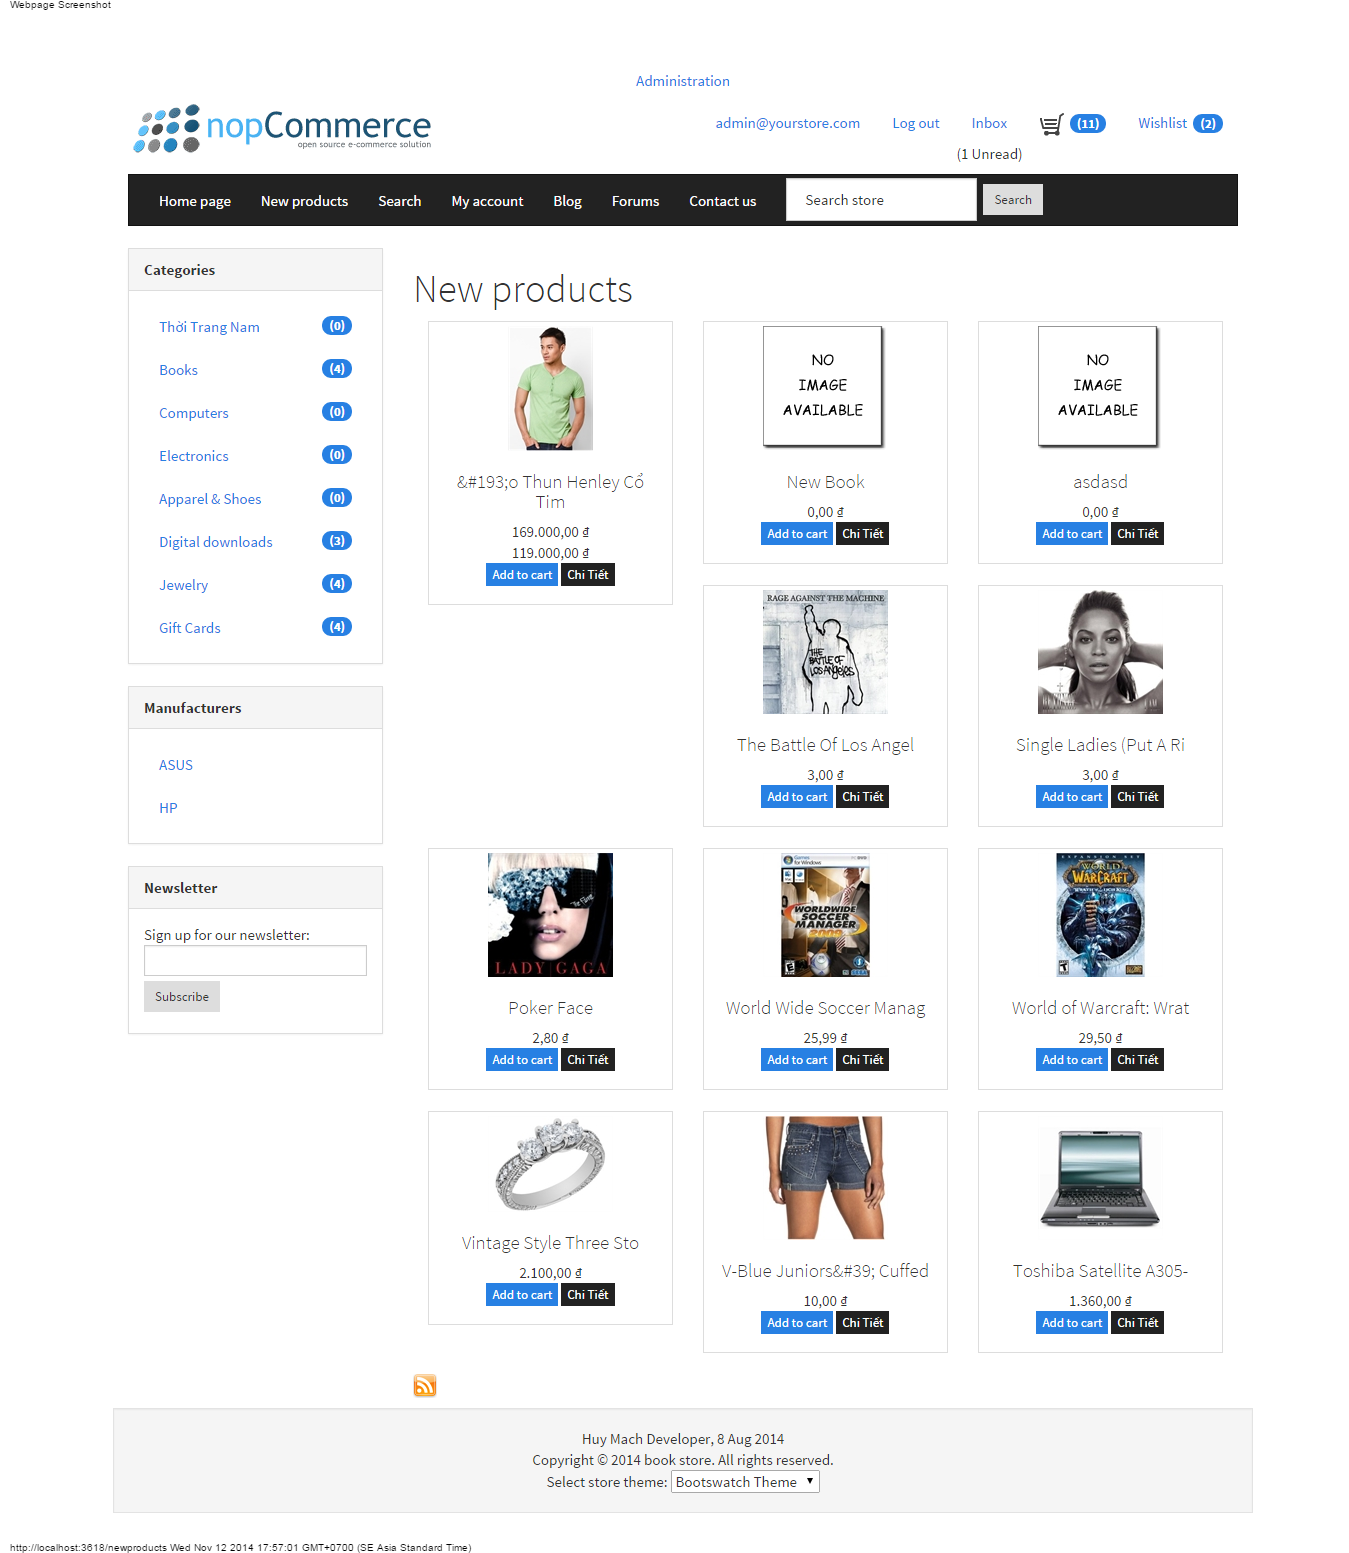 Webpage Screenshot
Administration
nopCommerce
open source e-commerce solution
admin@yourstore.com Log out Inbox (11) Wishlist (2)
(1 Unread)
Home page New products Search My account Blog Forums Contact us Search store Search
Categories
Thời Trang Nam (0)
Books (4)
Computers (0)
Electronics (0)
Apparel & Shoes (0)
Digital downloads (3)
Jewelry (4)
Gift Cards (4)
Manufacturers
ASUS
HP
Newsletter
Sign up for our newsletter:
Subscribe
New products
&#193;o Thun Henley Cổ
Tim
169.000,00 ₫
119.000,00 ₫
Add to cart Chi Tiết
NO
IMAGE
AVAILABLE
New Book
0,00 ₫
Add to cart Chi Tiết
NO
IMAGE
AVAILABLE
asdasd
0,00 ₫
Add to cart Chi Tiết
RAGE AGAINST THE MACHINE
THE
BATTLE OF
LOS ANGELES
The Battle Of Los Angel
3,00 ₫
Add to cart Chi Tiết
Single Ladies (Put A Ri
3,00 ₫
Add to cart Chi Tiết
LADY GAGA
Poker Face
2,80 ₫
Add to cart Chi Tiết
Games
for Windows
WORLDWIDE
SOCCER
MANAGER
2009
SEGA
World Wide Soccer Manag
25,99 ₫
Add to cart Chi Tiết
EXPANSION SET
WORLD
OF
WARCRAFT
WRATH OF THE LICH KING
World of Warcraft: Wrat
29,50 ₫
Add to cart Chi Tiết
Vintage Style Three Sto
2.100,00 ₫
Add to cart Chi Tiết
V-Blue Juniors&#39; Cuffed
10,00 ₫
Add to cart Chi Tiết
Toshiba Satellite A305-
1.360,00 ₫
Add to cart Chi Tiết
Huy Mach Developer, 8 Aug 2014
Copyright © 2014 book store. All rights reserved.
Select store theme: Bootswatch Theme
http://localhost:3618/newproducts Wed Nov 12 2014 17:57:01 GMT+0700 (SE Asia Standard Time)